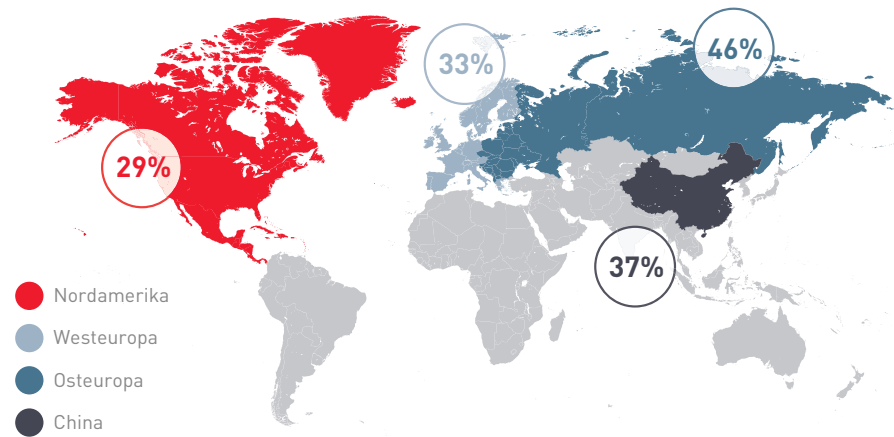 46%
33%
29%
37%
Nordamerika
Westeuropa
Osteuropa
China